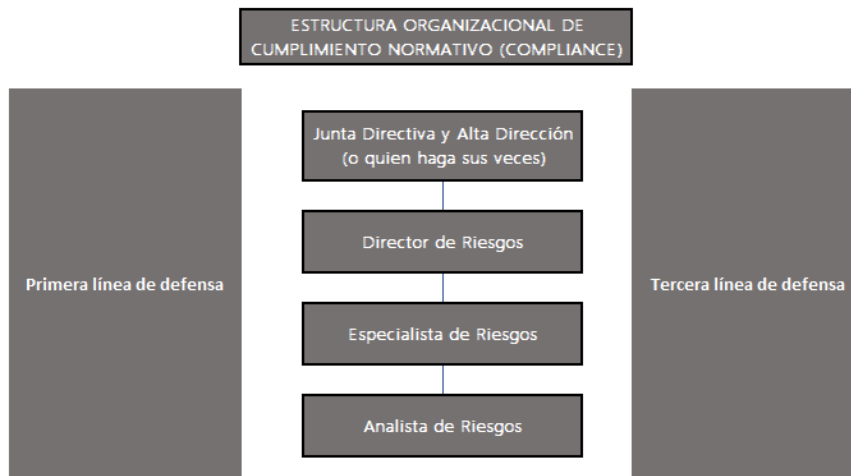 ESTRUCTURA ORGANIZACIONAL DE
CUMPLIMIENTO NORMATIVO (COMPLIANCE)
Junta Directiva y Alta Dirección
(o quien haga sus veces)
Director de Riesgos
Primera línea de defensa
Tercera línea de defensa
Especialista de Riesgos
Analista de Riesgos